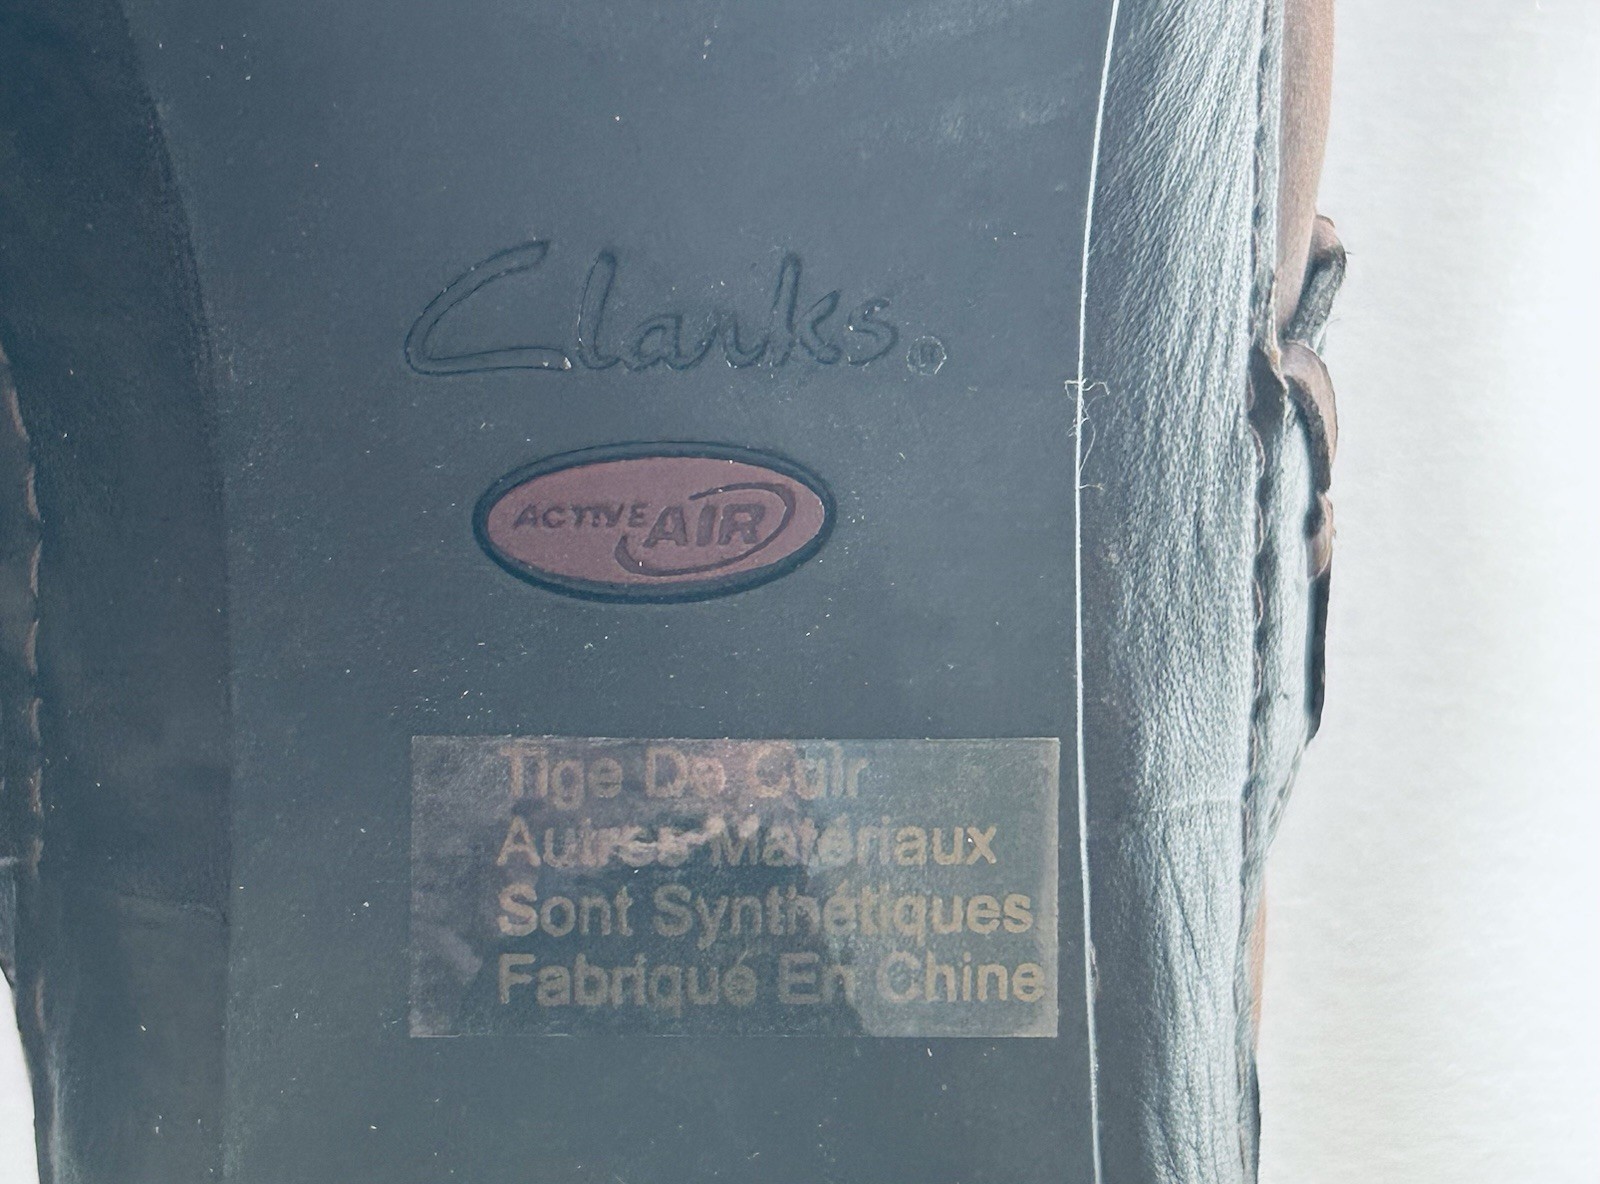 Clarks®
ACTIVE AIR
Tige De Cuir
Autres Matériaux
Sont Synthétiques
Fabriqué En Chine